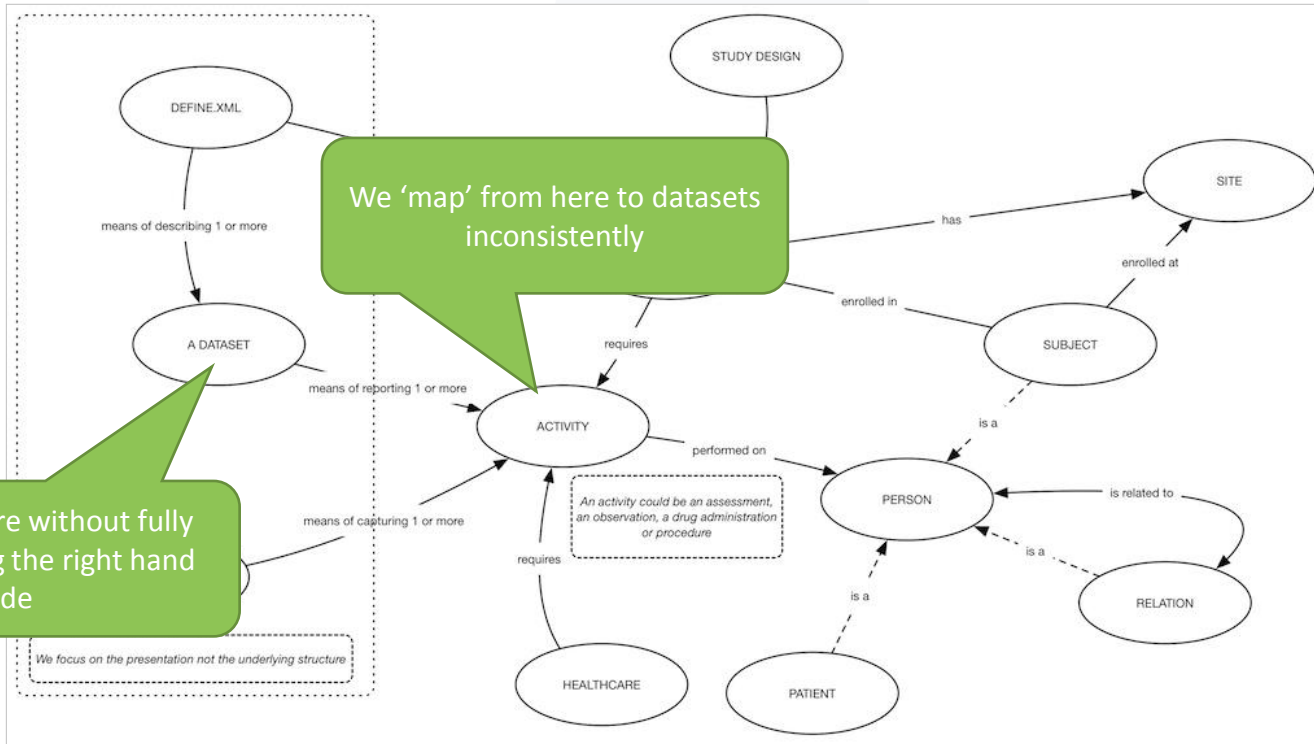 STUDY DESIGN
DEFINE.XML
We ‘map’ from here to datasets
inconsistently
SITE
has
means of describing 1 or more
enrolled at
enrolled in
A DATASET
requires
SUBJECT
means of reporting 1 or more
is a
ACTIVITY
performed on
PERSON
is related to
An activity could be an assessment,
an observation, a drug administration
or procedure
without fully
means of capturing 1 or more
the right hand
requires
is a
is a
RELATION
We focus on the presentation not the underlying structure
HEALTHCARE
PATIENT